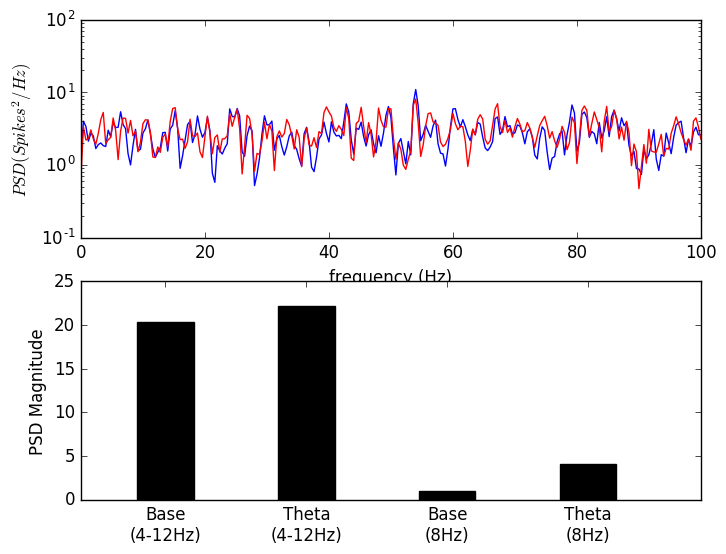 10²
10¹
10⁰
10⁻¹
PSD(Spikes²/Hz)
0 20 40 60 80 100
frequency (Hz)
25
20
15
10
5
0
PSD Magnitude
Base Theta Base Theta
(4-12Hz) (4-12Hz) (8Hz) (8Hz)